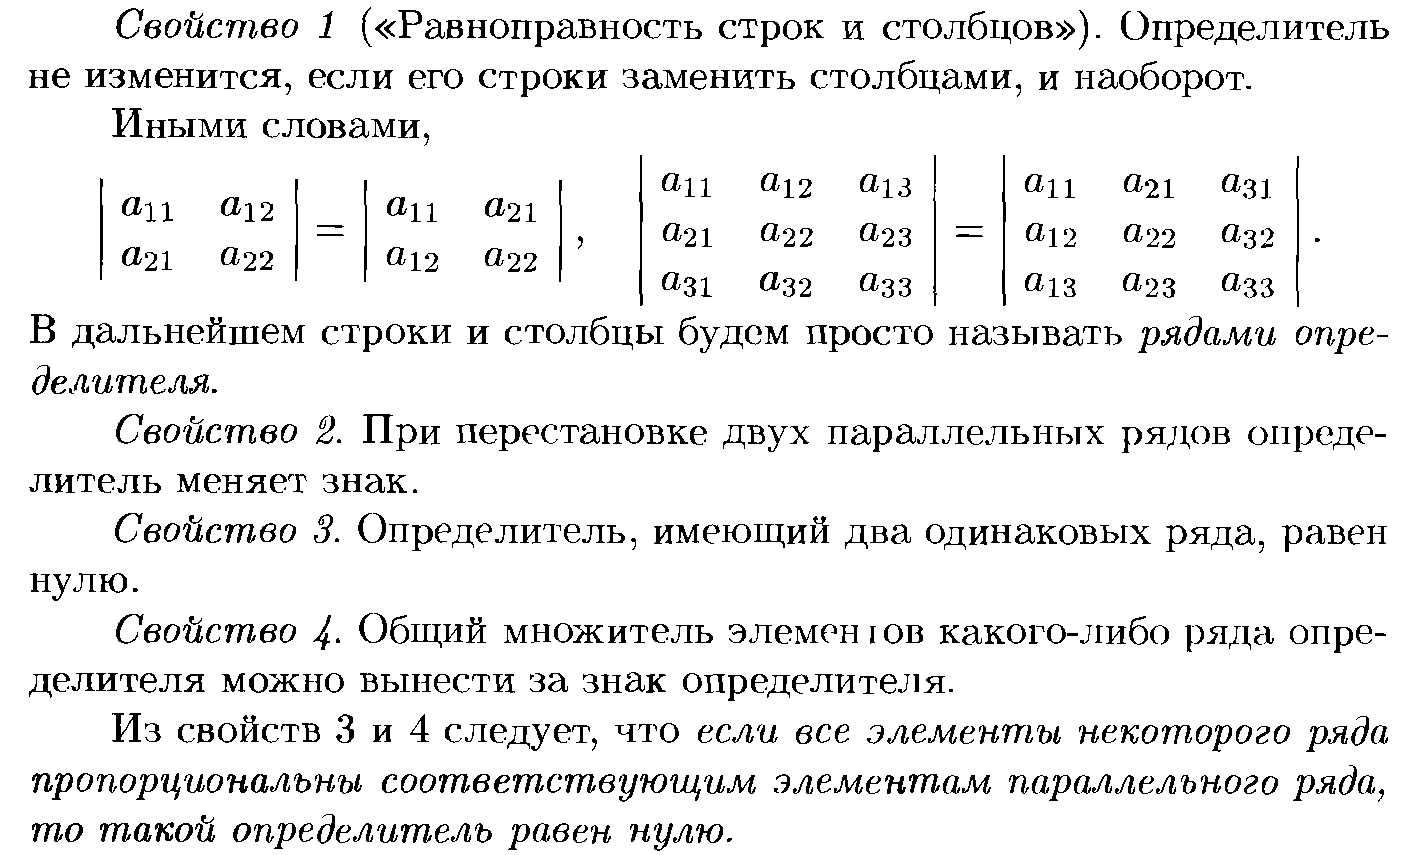 Свойство 1 («Равноправность строк и столбцов»). Определитель
не изменится, если его строки заменить столбцами, и наоборот.
Иными словами,
| a₁₁ a₁₂ | = | a₁₁ a₂₁ |, | a₁₁ a₁₂ a₁₃ | = | a₁₁ a₂₁ a₃₁ |.
| a₂₁ a₂₂ | | a₁₂ a₂₂ | | a₂₁ a₂₂ a₂₃ | | a₁₂ a₂₂ a₃₂ |
| a₃₁ a₃₂ a₃₃ | | a₁₃ a₂₃ a₃₃ |
В дальнейшем строки и столбцы будем просто называть рядами опре-
делителя.
Свойство 2. При перестановке двух параллельных рядов опреде-
литель меняет знак.
Свойство 3. Определитель, имеющий два одинаковых ряда, равен
нулю.
Свойство 4. Общий множитель элементов какого-либо ряда опре-
делителя можно вынести за знак определителя.
Из свойств 3 и 4 следует, что если все элементы некоторого ряда
пропорциональны соответствующим элементам параллельного ряда,
то такой определитель равен нулю.